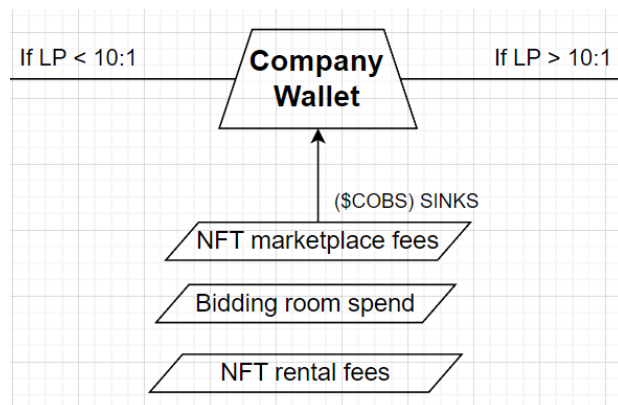 If LP < 10:1
Company
Wallet
If LP > 10:1
($COBS) SINKS
NFT marketplace fees
Bidding room spend
NFT rental fees